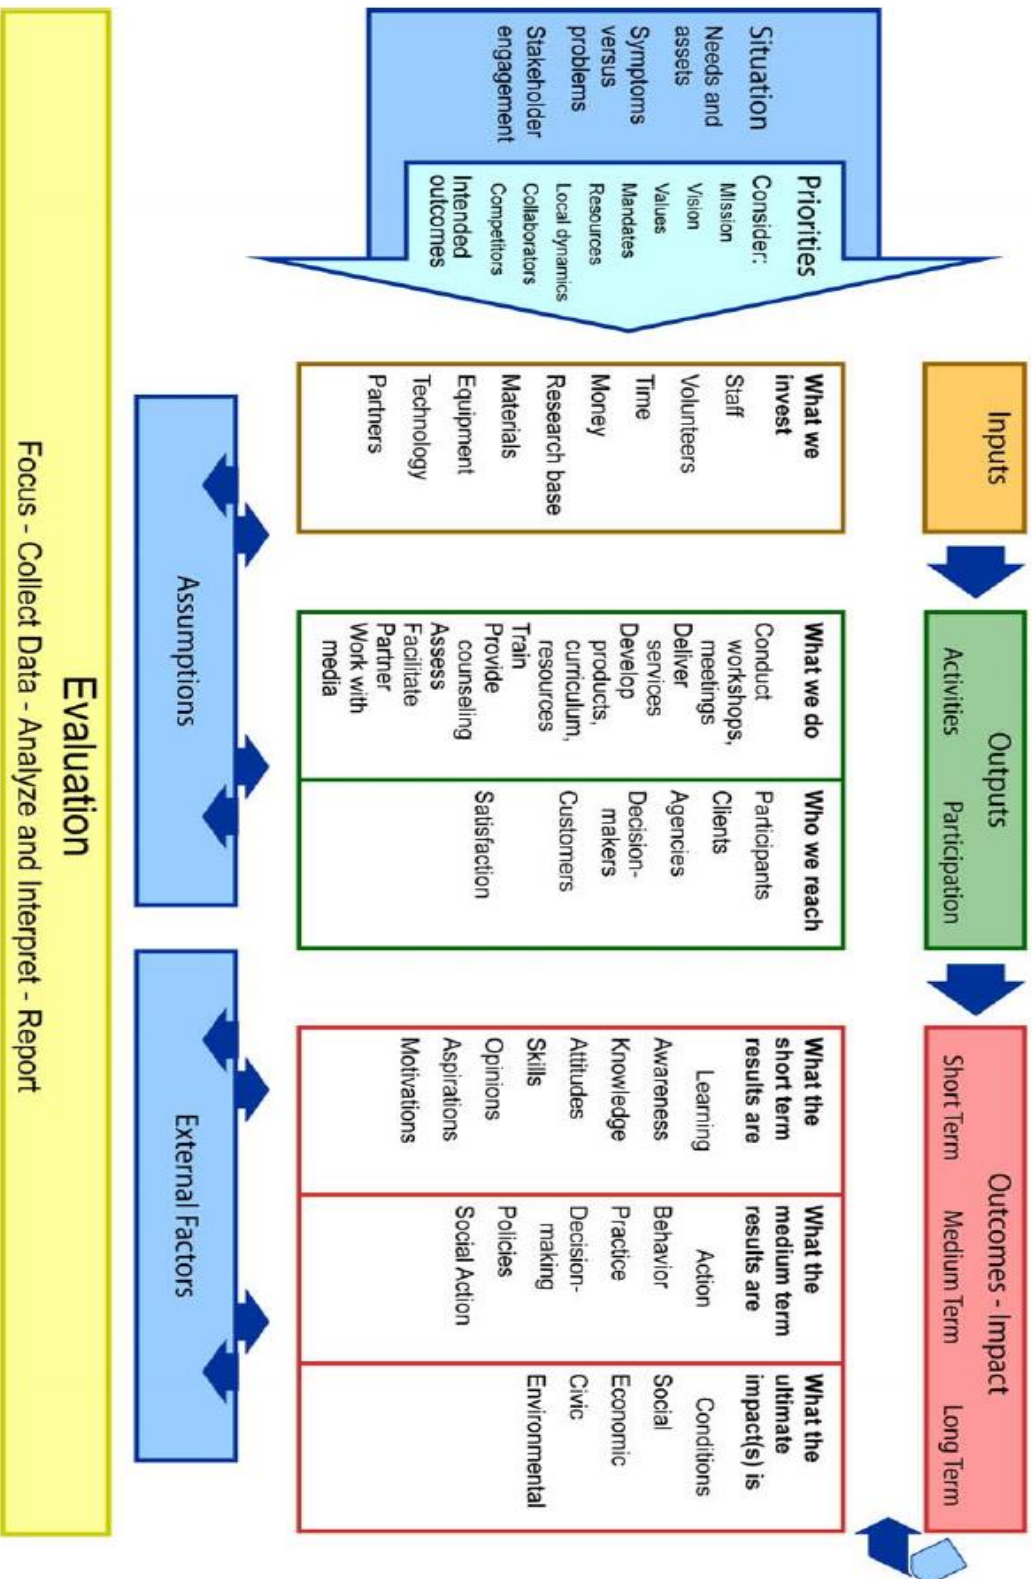 Situation
Needs and
assets
Symptoms
versus
problems
Stakeholder
engagement
Priorities
Consider:
Mission
Vision
Values
Mandates
Resources
Local dynamics
Collaborators
Competitors
Intended
outcomes
Inputs
What we
invest
Staff
Volunteers
Time
Money
Research base
Materials
Equipment
Technology
Partners
Outputs
Activities
Participation
What we do
Conduct
workshops,
meetings
Deliver
services
Develop
products,
curriculum,
resources
Train
Provide
counseling
Assess
Facilitate
Partner
Work with
media
Who we reach
Participants
Clients
Agencies
Decision-
makers
Customers
Satisfaction
Outcomes - Impact
Short Term
Medium Term
Long Term
What the
short term
results are
Learning
Awareness
Knowledge
Attitudes
Skills
Opinions
Aspirations
Motivations
What the
medium term
results are
Action
Behavior
Practice
Decision-
making
Policies
Social Action
What the
ultimate
impact(s) is
Conditions
Social
Economic
Civic
Environmental
Assumptions
External Factors
Evaluation
Focus - Collect Data - Analyze and Interpret - Report